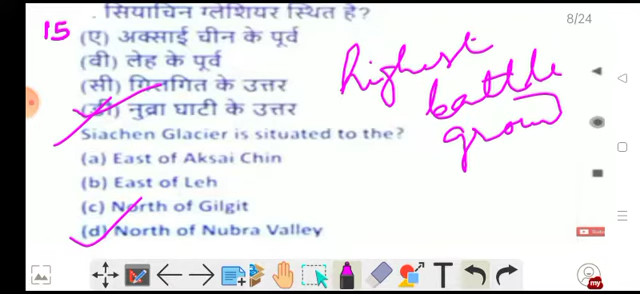 सियाचिन ग्लेशियर स्थित है?
8/24
15
(ए) अक्साई चीन के पूर्व
(बी) लेह के पूर्व
(सी) गिलगित के उत्तर
(डी) नुब्रा घाटी के उत्तर
highest
battle
ground
Siachen Glacier is situated to the?
(a) East of Aksai Chin
(b) East of Leh
(c) North of Gilgit
(d) North of Nubra Valley
T
my